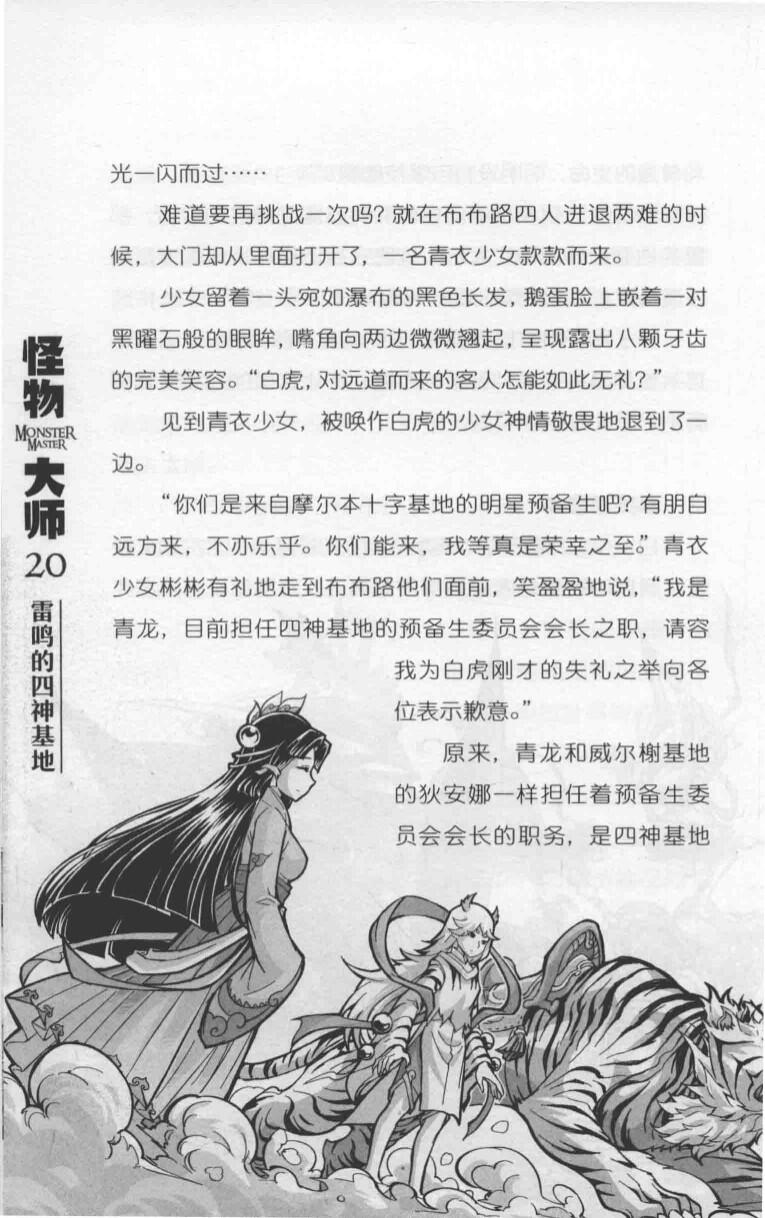 光一闪而过……
难道要再挑战一次吗？就在布布路四人进退两难的时
候，大门却从里面打开了，一名青衣少女款款而来。
少女留着一头宛如瀑布的黑色长发，鹅蛋脸上嵌着一对
黑曜石般的眼眸，嘴角向两边微微翘起，呈现露出八颗牙齿
的完美笑容。“白虎，对远道而来的客人怎能如此无礼？”
见到青衣少女，被唤作白虎的少女神情敬畏地退到了一
边。
“你们是来自摩尔本十字基地的明星预备生吧？有朋自
远方来，不亦乐乎。你们能来，我等真是荣幸之至。”青衣
少女彬彬有礼地走到布布路他们面前，笑盈盈地说，“我是
青龙，目前担任四神基地的预备生委员会会长之职，请容
我为白虎刚才的失礼之举向各
位表示歉意。”
原来，青龙和威尔榭基地
的狄安娜一样担任着预备生委
员会会长的职务，是四神基地
怪物
MONSTER
MASTER
大师
20
雷鸣的四神基地